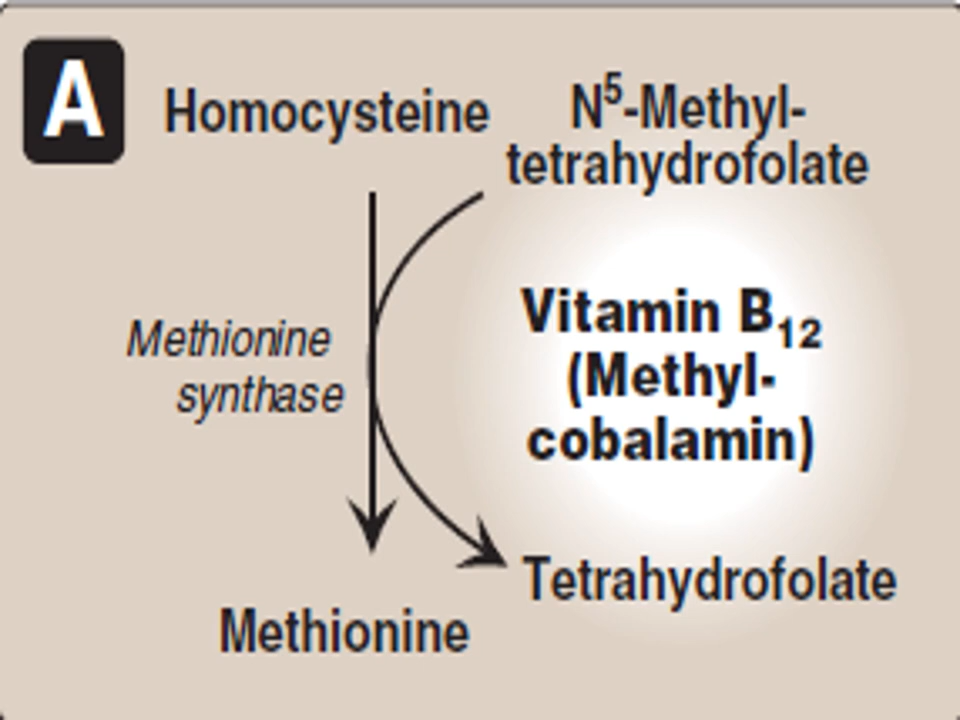 A
Homocysteine
N⁵-Methyl-
tetrahydrofolate
Methionine
synthase
Vitamin B₁₂
(Methyl-
cobalamin)
Tetrahydrofolate
Methionine